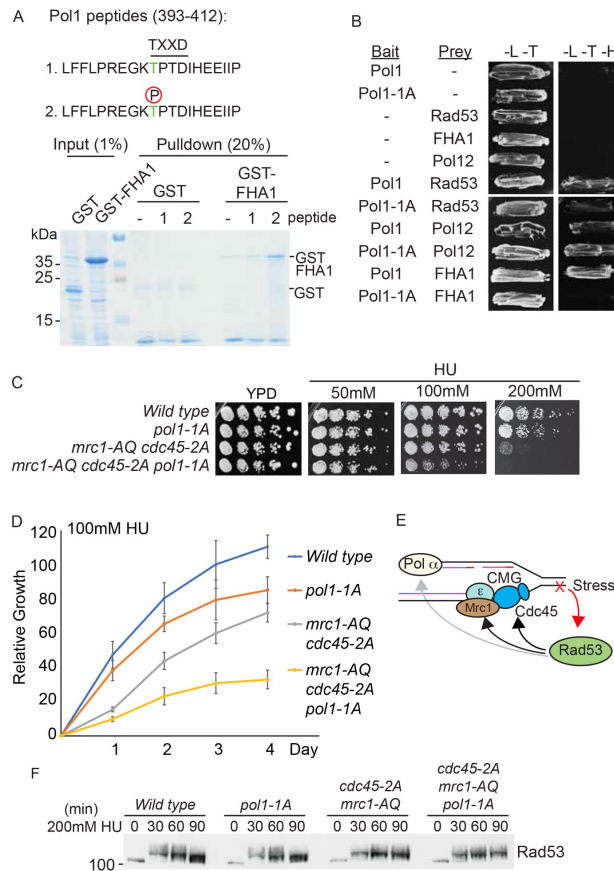 A
Pol1 peptides (393-412)
TXXD
1. LFFLPREGKTPTDIHEEIIP
P
2. LFFLPREGKTPTDIHEEIIP
Input (1%) Pulldown (20%)
GST GST-FHA1 GST GST-
FHA1
- 1 2 - 1 2 peptide
kDa
35
25
15
GST
FHA1
GST
B
Bait Prey -L -T -L -T -H
Pol1 -
Pol1-1A -
- Rad53
- FHA1
- Pol12
Pol1 Rad53
Pol1-1A Rad53
Pol1 Pol12
Pol1-1A Pol12
Pol1 FHA1
Pol1-1A FHA1
C
HU
YPD 50mM 100mM 200mM
Wild type
pol1-1A
mrc1-AQ cdc45-2A
mrc1-AQ cdc45-2A pol1-1A
D
100mM HU
Relative Growth
120
100
80
60
40
20
0
1 2 3 4 Day
Wild type
pol1-1A
mrc1-AQ
cdc45-2A
mrc1-AQ
cdc45-2A
pol1-1A
E
Pol α
CMG
ε
Mrc1
Cdc45
X
Stress
Rad53
F
cdc45-2A
cdc45-2A mrc1-AQ
(min) Wild type pol1-1A mrc1-AQ pol1-1A
200mM HU 0 30 60 90 0 30 60 90 0 30 60 90 0 30 60 90
100
Rad53